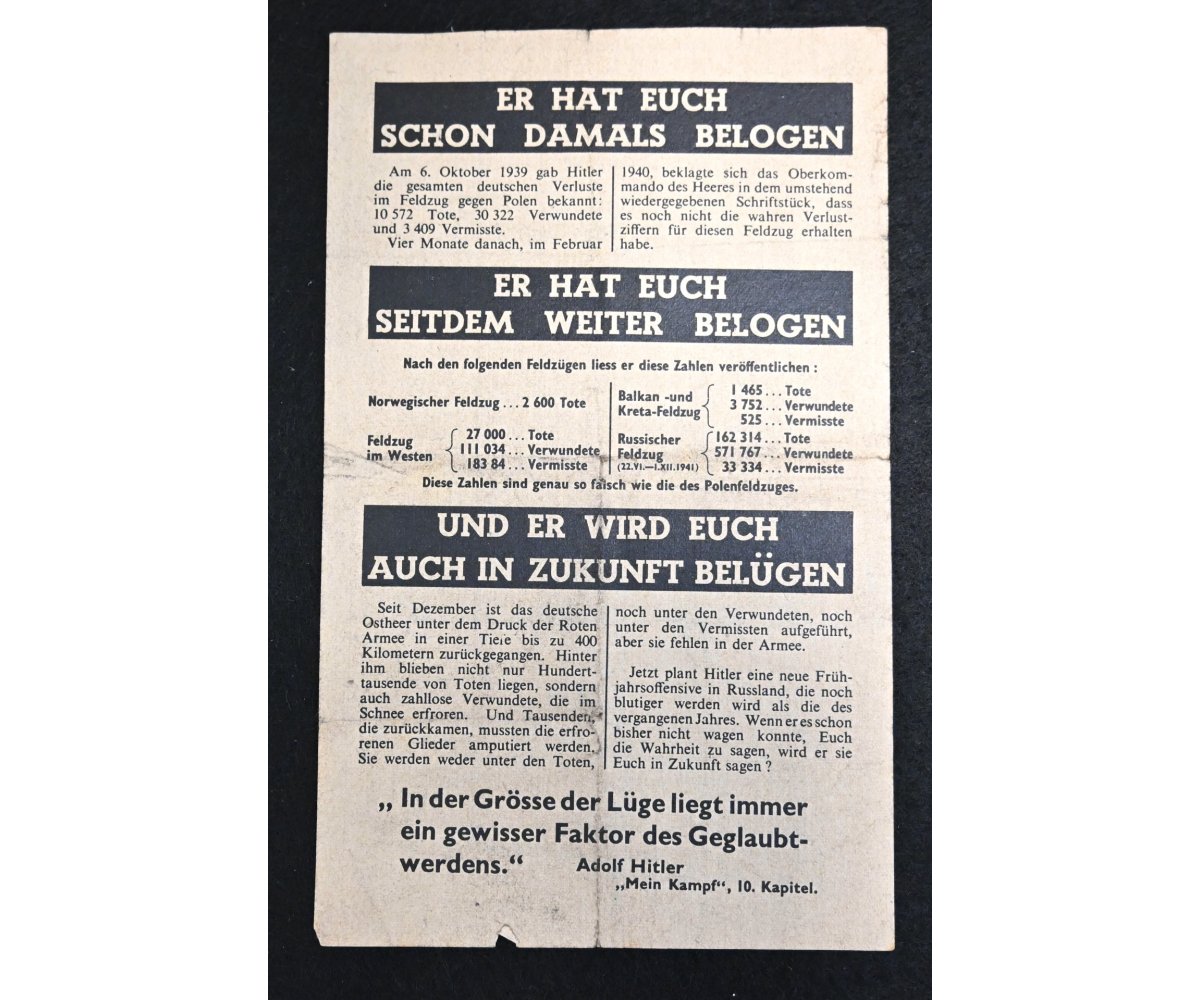 ER HAT EUCH
SCHON DAMALS BELOGEN
Am 6. Oktober 1939 gab Hitler
die gesamten deutschen Verluste
im Feldzug gegen Polen bekannt:
10 572 Tote, 30 322 Verwundete
und 3 409 Vermisste.
Vier Monate danach, im Februar
1940, beklagte sich das Oberkom-
mando des Heeres in dem umstehend
wiedergegebenen Schriftstück, dass
es noch nicht die wahren Verlust-
ziffern für diesen Feldzug erhalten
habe.
ER HAT EUCH
SEITDEM WEITER BELOGEN
Nach den folgenden Feldzügen liess er diese Zahlen veröffentlichen :
Norwegischer Feldzug ... 2 600 Tote
Feldzug
im Westen
27 000 ... Tote
111 034 ... Verwundete
183 84 ... Vermisste
Balkan -und
Kreta-Feldzug
1 465 ... Tote
3 752 ... Verwundete
525 ... Vermisste
Russischer
Feldzug
(22.VI.—1.XII.1941)
162 314 ... Tote
571 767 ... Verwundete
33 334 ... Vermisste
Diese Zahlen sind genau so falsch wie die des Polenfeldzuges.
UND ER WIRD EUCH
AUCH IN ZUKUNFT BELÜGEN
Seit Dezember ist das deutsche
Ostheer unter dem Druck der Roten
Armee in einer Tiefe bis zu 400
Kilometern zurückgegangen. Hinter
ihm blieben nicht nur Hundert-
tausende von Toten liegen, sondern
auch zahllose Verwundete, die im
Schnee erfroren. Und Tausenden,
die zurückkamen, mussten die erfro-
renen Glieder amputiert werden.
Sie werden weder unter den Toten,
noch unter den Verwundeten, noch
unter den Vermissten aufgeführt,
aber sie fehlen in der Armee.
Jetzt plant Hitler eine neue Früh-
jahrsoffensive in Russland, die noch
blutiger werden wird als die des
vergangenen Jahres. Wenn er es schon
bisher nicht wagen konnte, Euch
die Wahrheit zu sagen, wird er sie
Euch in Zukunft sagen ?
„ In der Grösse der Lüge liegt immer
ein gewisser Faktor des Geglaubt-
werdens.“
Adolf Hitler
„Mein Kampf“, 10. Kapitel.